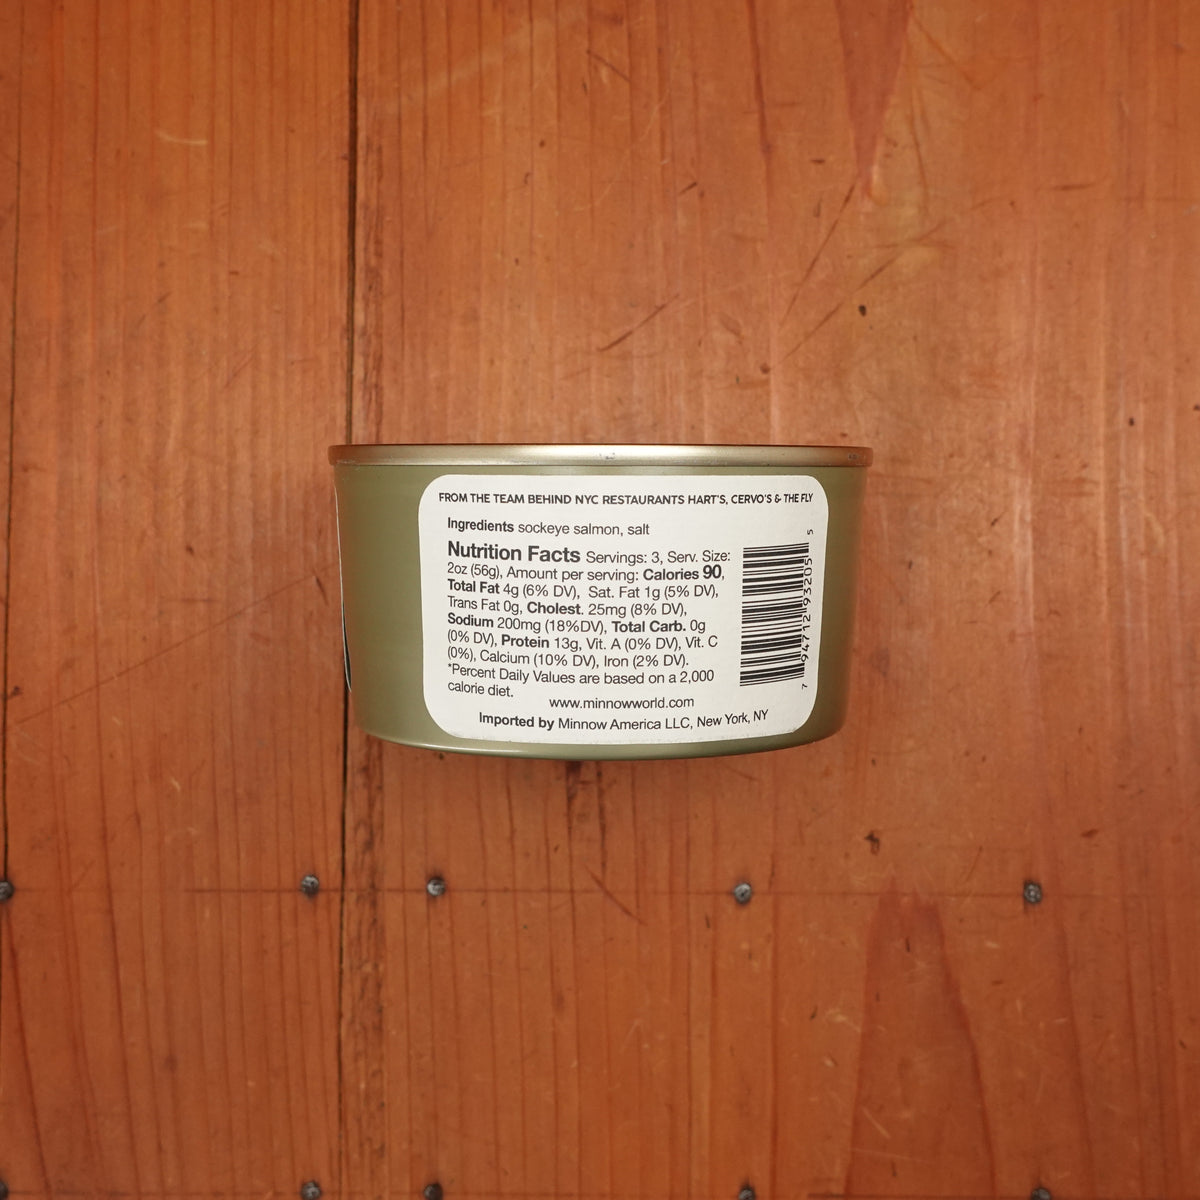 FROM THE TEAM BEHIND NYC RESTAURANTS HART'S, CERVO'S & THE FLY
Ingredients sockeye salmon, salt
Nutrition Facts Servings: 3, Serv. Size:
2oz (56g), Amount per serving: Calories 90,
Total Fat 4g (6% DV), Sat. Fat 1g (5% DV),
Trans Fat 0g, Cholest. 25mg (8% DV),
Sodium 200mg (18%DV), Total Carb. 0g
(0% DV), Protein 13g, Vit. A (0% DV), Vit. C
(0%), Calcium (10% DV), Iron (2% DV).
*Percent Daily Values are based on a 2,000
calorie diet.
www.minnowworld.com
Imported by Minnow America LLC, New York, NY
7 94712 93205 5